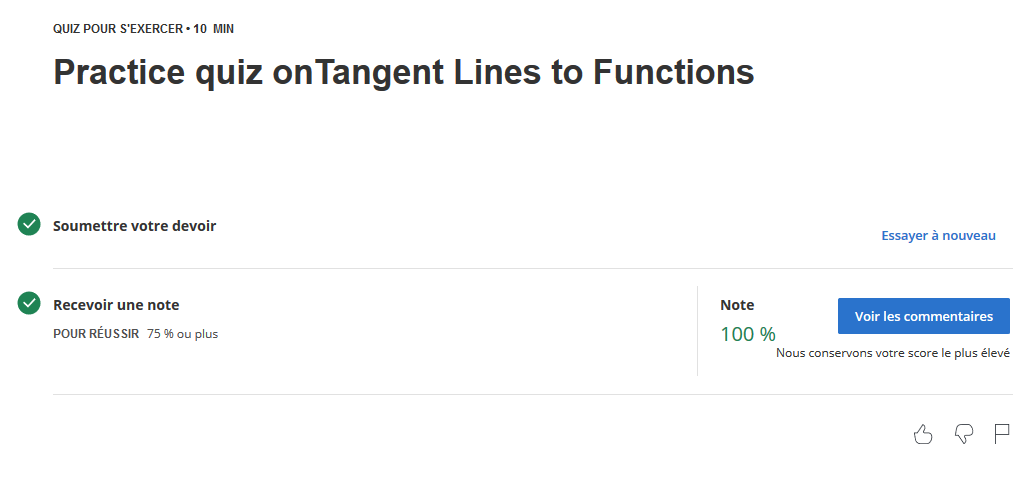 QUIZ POUR S'EXERCER • 10 MIN
Practice quiz onTangent Lines to Functions
Soumettre votre devoir
Essayer à nouveau
Recevoir une note
POUR RÉUSSIR 75 % ou plus
Note
100 %
Voir les commentaires
Nous conservons votre score le plus élevé